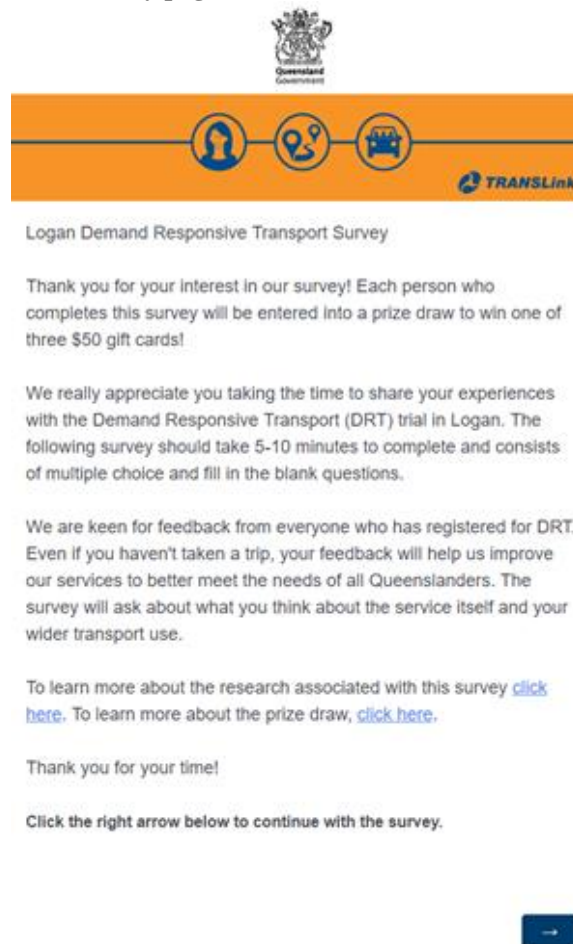 Queensland
Government
TRANSLink
Logan Demand Responsive Transport Survey
Thank you for your interest in our survey! Each person who
completes this survey will be entered into a prize draw to win one of
three $50 gift cards!
We really appreciate you taking the time to share your experiences
with the Demand Responsive Transport (DRT) trial in Logan. The
following survey should take 5-10 minutes to complete and consists
of multiple choice and fill in the blank questions.
We are keen for feedback from everyone who has registered for DRT.
Even if you haven't taken a trip, your feedback will help us improve
our services to better meet the needs of all Queenslanders. The
survey will ask about what you think about the service itself and your
wider transport use.
To learn more about the research associated with this survey click
here. To learn more about the prize draw, click here.
Thank you for your time!
Click the right arrow below to continue with the survey.
→